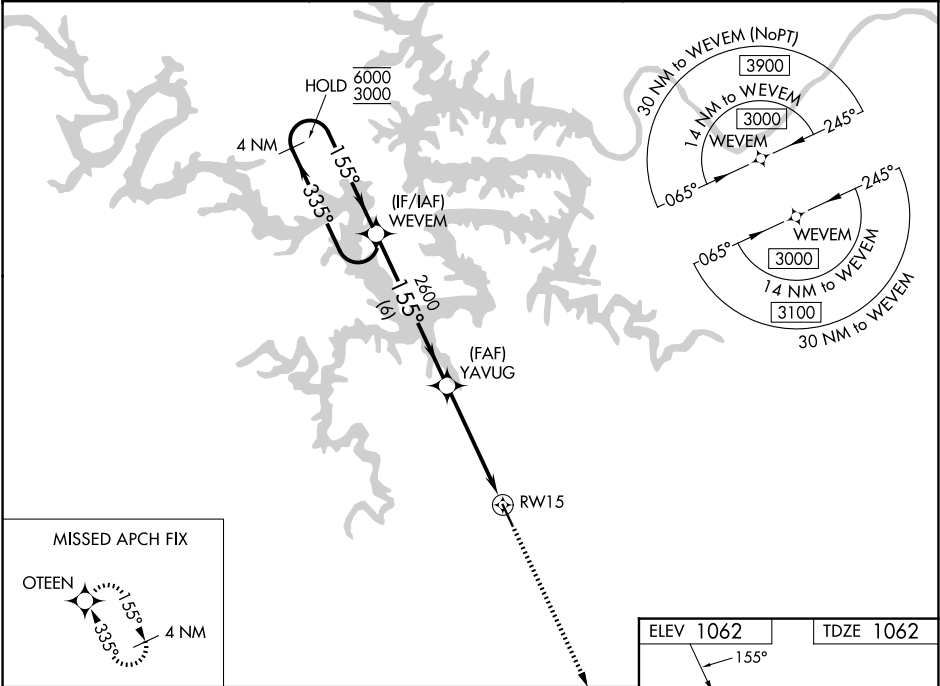 HOLD 6000
3000
4 NM
155°
335°
(IF/IAF)
WEVEM
2600
155°
(6)
(FAF)
YAVUG
RW15
30 NM to WEVEM (NoPT)
3900
14 NM to WEVEM
3000
WEVEM
245°
065°
245°
065°
WEVEM
3000
14 NM to WEVEM
3100
30 NM to WEVEM
MISSED APCH FIX
OTEEN
155°
335°
4 NM
ELEV 1062
TDZE 1062
155°